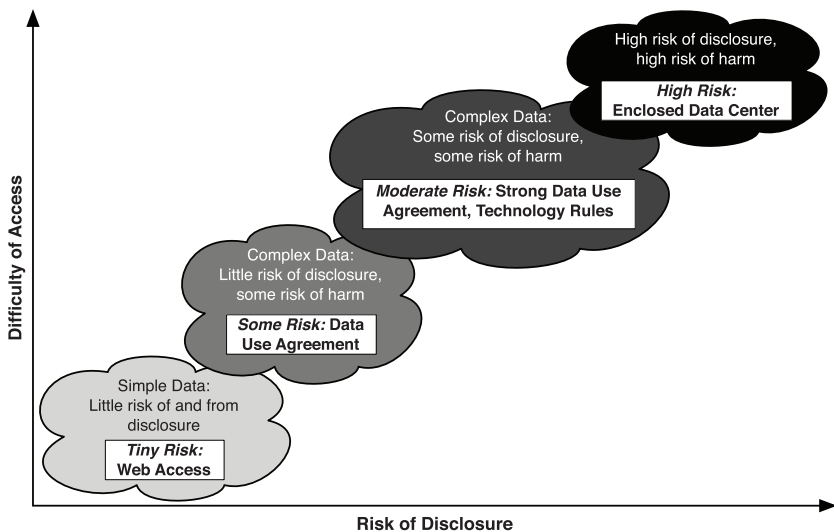 High risk of disclosure,
high risk of harm
High Risk:
Enclosed Data Center
Complex Data:
Some risk of disclosure,
some risk of harm
Moderate Risk: Strong Data Use
Agreement, Technology Rules
Complex Data:
Little risk of disclosure,
some risk of harm
Some Risk: Data
Use Agreement
Simple Data:
Little risk of and from
disclosure
Tiny Risk:
Web Access
Difficulty of Access
Risk of Disclosure